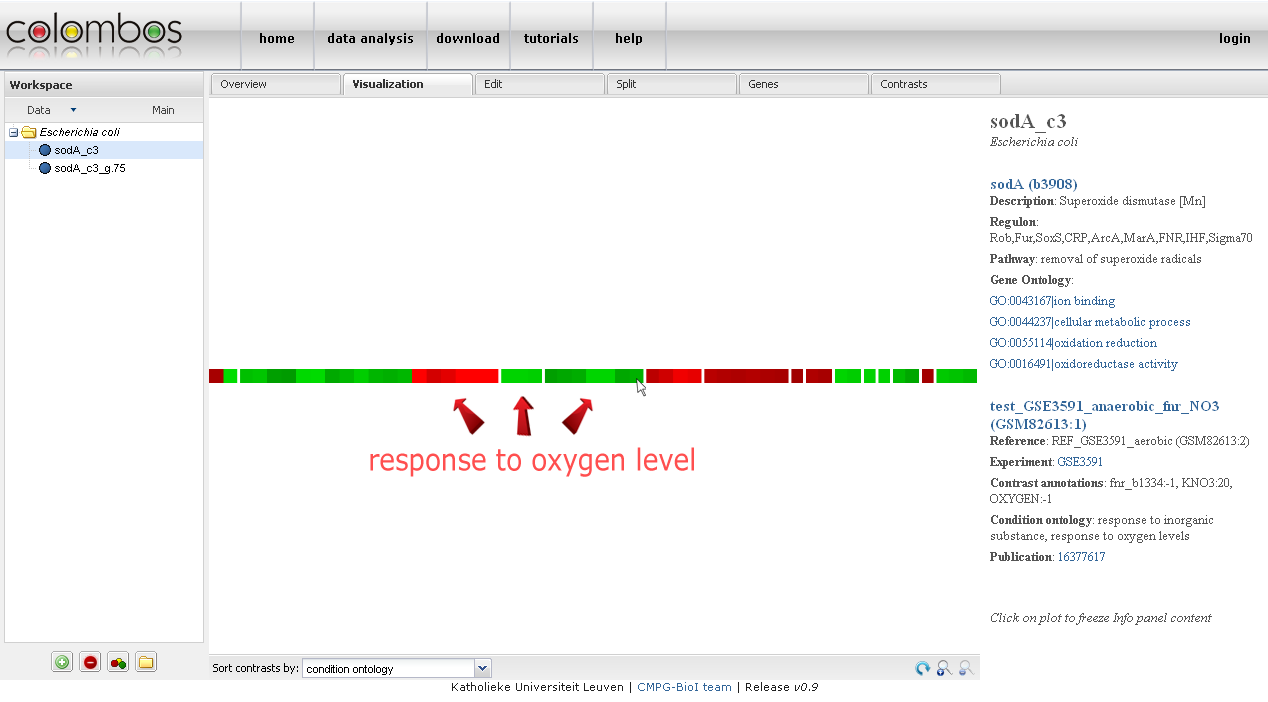 colombos
home data analysis download tutorials help login
Workspace
Data Main
Escherichia coli
sodA_c3
sodA_c3_g.75
Overview Visualization Edit Split Genes Contrasts
response to oxygen level
sodA_c3
Escherichia coli
sodA (b3908)
Description: Superoxide dismutase [Mn]
Regulon:
Rob,Fur,SoxS,CRP,ArcA,MarA,FNR,IHF,Sigma70
Pathway: removal of superoxide radicals
Gene Ontology:
GO:0043167|ion binding
GO:0044237|cellular metabolic process
GO:0055114|oxidation reduction
GO:0016491|oxidoreductase activity
test_GSE3591_anaerobic_fnr_NO3
(GSM82613:1)
Reference: REF_GSE3591_aerobic (GSM82613:2)
Experiment: GSE3591
Contrast annotations: fnr_b1334:-1, KNO3:20,
OXYGEN:-1
Condition ontology: response to inorganic
substance, response to oxygen levels
Publication: 16377617
Click on plot to freeze Info panel content
Sort contrasts by: condition ontology
Katholieke Universiteit Leuven | CMPG-BioI team | Release v0.9